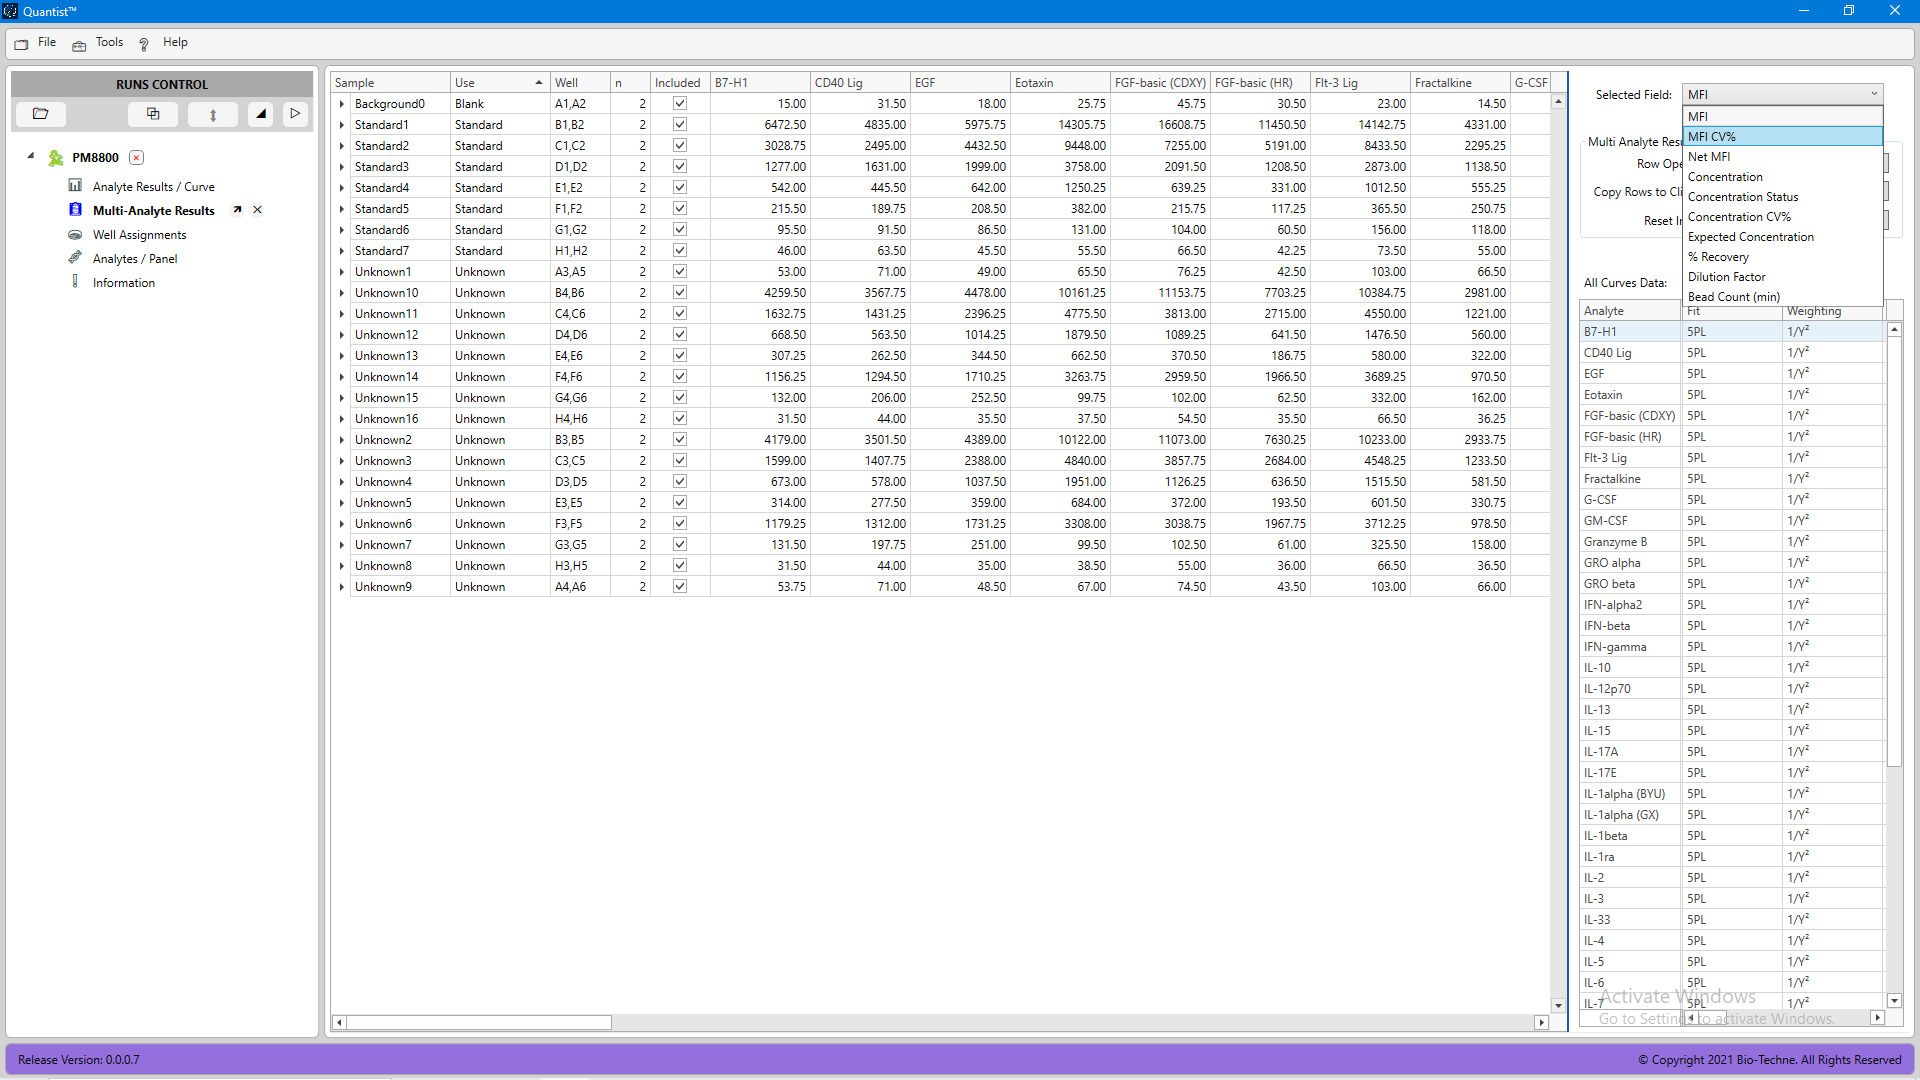 Quantist™
File Tools Help
RUNS CONTROL
PM8800
Analyte Results / Curve
Multi-Analyte Results
Well Assignments
Analytes / Panel
Information
Sample Use Well n Included B7-H1 CD40 Lig EGF Eotaxin FGF-basic (CDXY) FGF-basic (HR) Flt-3 Lig Fractalkine G-CSF
Background0 Blank A1,A2 2 15.00 31.50 18.00 25.75 45.75 30.50 23.00 14.50
Standard1 Standard B1,B2 2 6472.50 4835.00 5975.75 14305.75 16608.75 11450.50 14142.75 4331.00
Standard2 Standard C1,C2 2 3028.75 2495.00 4432.50 9448.00 7255.00 5191.00 8433.50 2295.25
Standard3 Standard D1,D2 2 1277.00 1631.00 1999.00 3758.00 2091.50 1208.50 2873.00 1138.50
Standard4 Standard E1,E2 2 542.00 445.50 642.00 1250.25 639.25 331.00 1012.50 555.25
Standard5 Standard F1,F2 2 215.50 189.75 208.50 382.00 215.75 117.25 365.50 250.75
Standard6 Standard G1,G2 2 95.50 91.50 86.50 131.00 104.00 60.50 156.00 118.00
Standard7 Standard H1,H2 2 46.00 63.50 45.50 55.50 66.50 42.25 73.50 55.00
Unknown1 Unknown A3,A5 2 53.00 71.00 49.00 65.50 76.25 42.50 103.00 66.50
Unknown10 Unknown B4,B6 2 4259.50 3567.75 4478.00 10161.25 11153.75 7703.25 10384.75 2981.00
Unknown11 Unknown C4,C6 2 1632.75 1431.25 2396.25 4775.50 3813.00 2715.00 4550.00 1221.00
Unknown12 Unknown D4,D6 2 668.50 563.50 1014.25 1879.50 1089.25 641.50 1476.50 560.00
Unknown13 Unknown E4,E6 2 307.25 262.50 344.50 662.50 370.50 186.75 580.00 322.00
Unknown14 Unknown F4,F6 2 1156.25 1294.50 1710.25 3263.75 2959.50 1966.50 3689.25 970.50
Unknown15 Unknown G4,G6 2 132.00 206.00 252.50 99.75 102.00 62.50 332.00 162.00
Unknown16 Unknown H4,H6 2 31.50 44.00 35.50 37.50 54.50 35.50 66.50 36.25
Unknown2 Unknown B3,B5 2 4179.00 3501.50 4389.00 10122.00 11073.00 7630.25 10233.00 2933.75
Unknown3 Unknown C3,C5 2 1599.00 1407.75 2388.00 4840.00 3857.75 2684.00 4548.25 1233.50
Unknown4 Unknown D3,D5 2 673.00 578.00 1037.50 1951.00 1126.25 636.50 1515.50 581.50
Unknown5 Unknown E3,E5 2 314.00 277.50 359.00 684.00 372.00 193.50 601.50 330.75
Unknown6 Unknown F3,F5 2 1179.25 1312.00 1731.25 3308.00 3038.75 1967.75 3712.25 978.50
Unknown7 Unknown G3,G5 2 131.50 197.75 251.00 99.50 102.50 61.00 325.50 158.00
Unknown8 Unknown H3,H5 2 31.50 44.00 35.00 38.50 55.00 36.00 66.50 36.50
Unknown9 Unknown A4,A6 2 53.75 71.00 48.50 67.00 74.50 43.50 103.00 66.00
Selected Field: MFI
MFI
MFI CV%
Net MFI
Concentration
Concentration Status
Concentration CV%
Expected Concentration
% Recovery
Dilution Factor
Bead Count (min)
Multi Analyte
Row
Copy Rows to
Reset
All Curves Data:
Analyte Fit Weighting
B7-H1 5PL 1/Y²
CD40 Lig 5PL 1/Y²
EGF 5PL 1/Y²
Eotaxin 5PL 1/Y²
FGF-basic (CDXY) 5PL 1/Y²
FGF-basic (HR) 5PL 1/Y²
Flt-3 Lig 5PL 1/Y²
Fractalkine 5PL 1/Y²
G-CSF 5PL 1/Y²
GM-CSF 5PL 1/Y²
Granzyme B 5PL 1/Y²
GRO alpha 5PL 1/Y²
GRO beta 5PL 1/Y²
IFN-alpha2 5PL 1/Y²
IFN-beta 5PL 1/Y²
IFN-gamma 5PL 1/Y²
IL-10 5PL 1/Y²
IL-12p70 5PL 1/Y²
IL-13 5PL 1/Y²
IL-15 5PL 1/Y²
IL-17A 5PL 1/Y²
IL-17E 5PL 1/Y²
IL-1alpha (BYU) 5PL 1/Y²
IL-1alpha (GX) 5PL 1/Y²
IL-1beta 5PL 1/Y²
IL-1ra 5PL 1/Y²
IL-2 5PL 1/Y²
IL-3 5PL 1/Y²
IL-33 5PL 1/Y²
IL-4 5PL 1/Y²
IL-5 5PL 1/Y²
IL-6 5PL 1/Y²
IL-7 5PL 1/Y²
Activate Windows
Go to Settings to activate Windows.
Release Version: 0.0.0.7
© Copyright 2021 Bio-Techne. All Rights Reserved